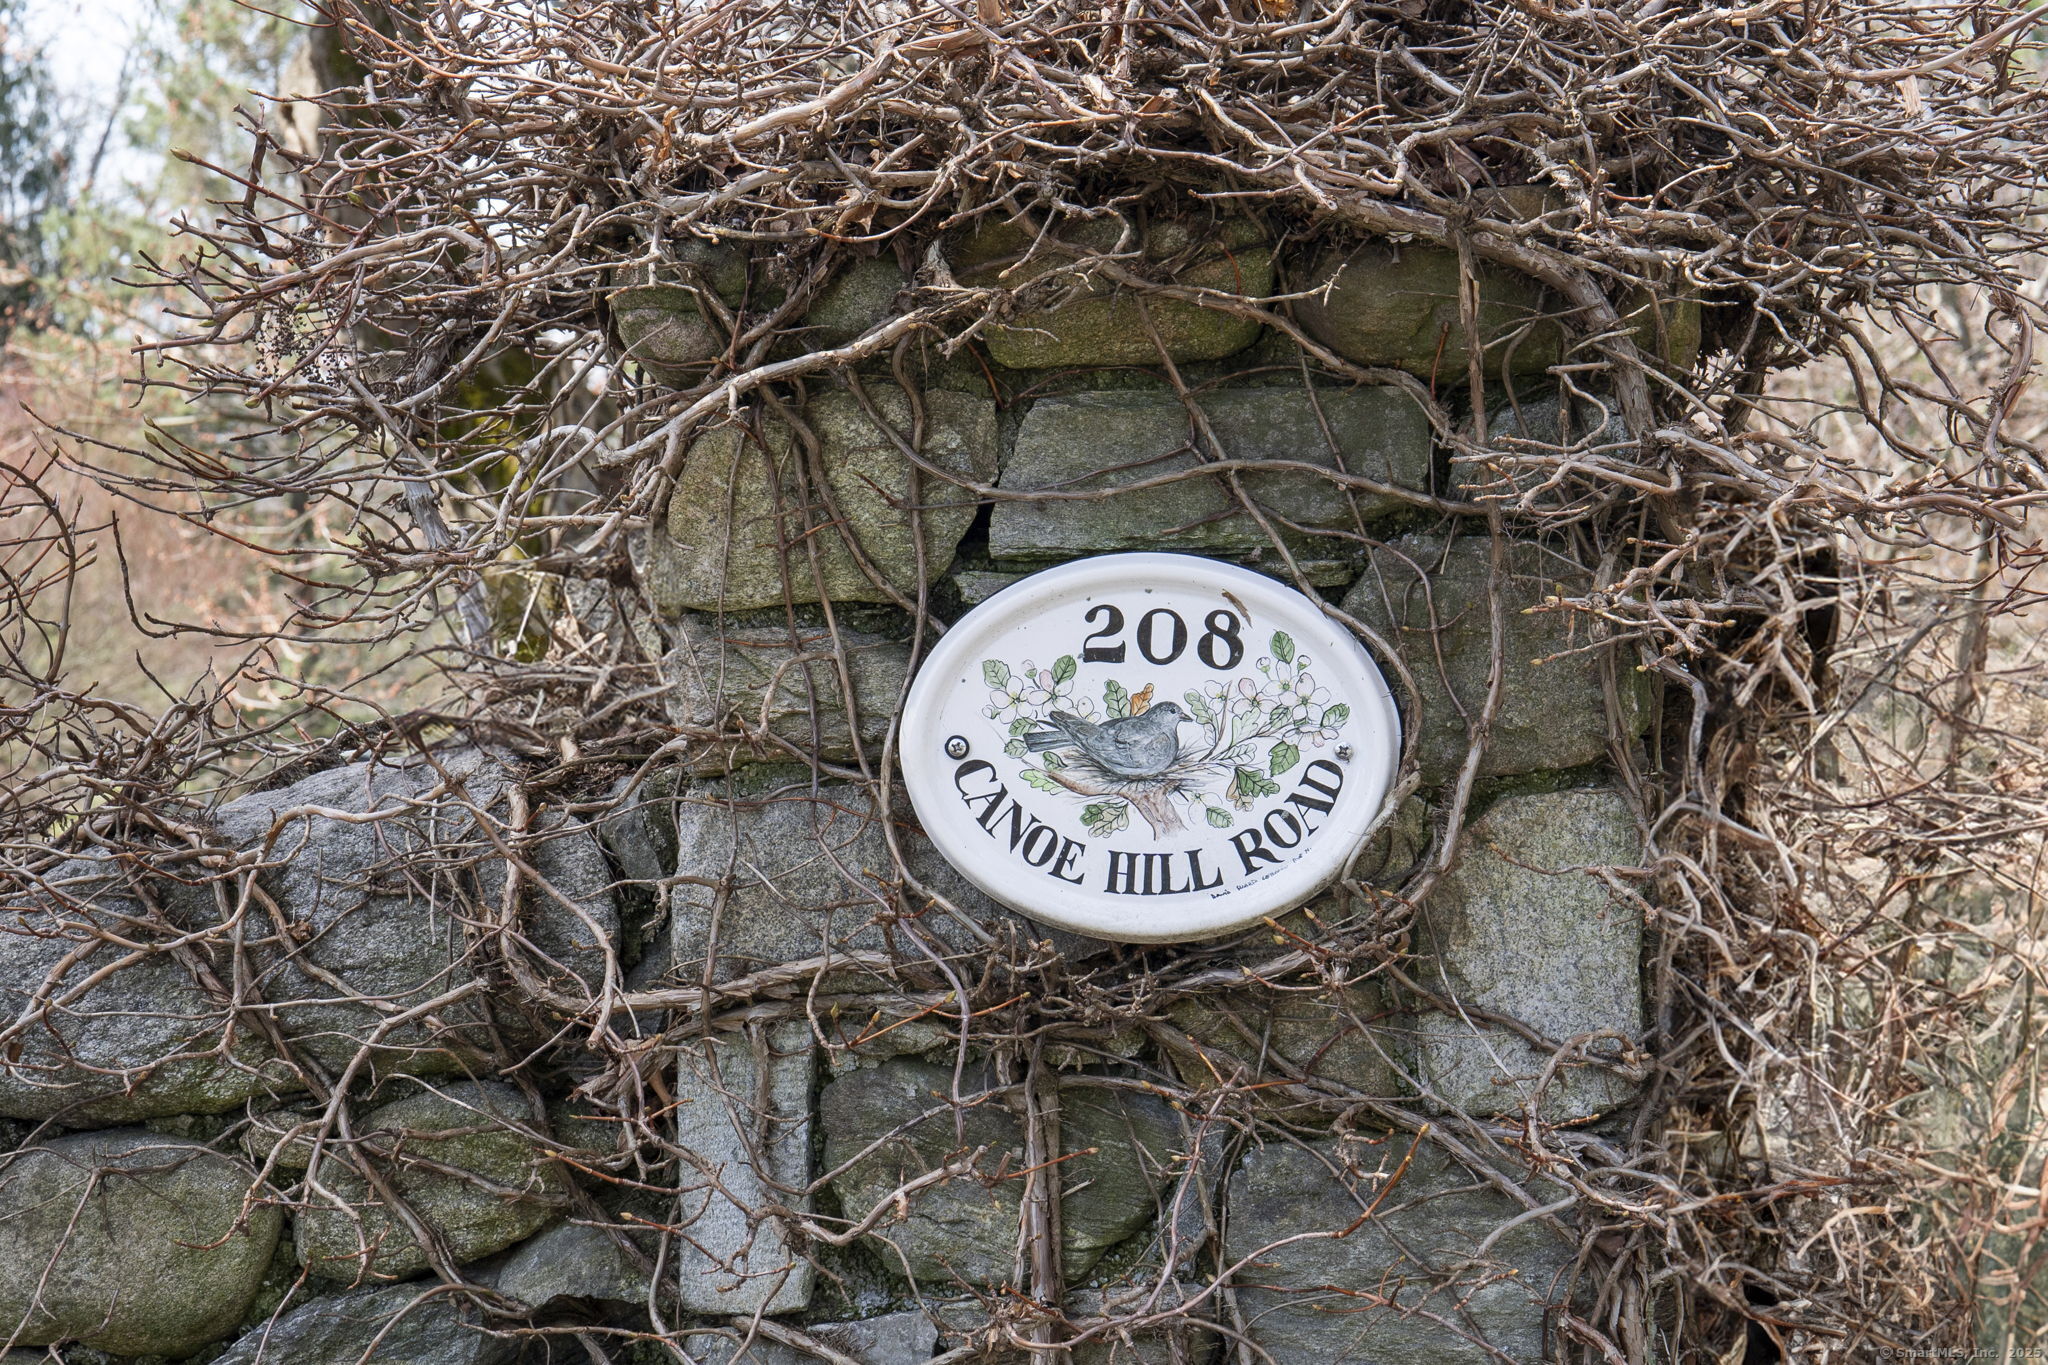 208
CANOE HILL ROAD
© SmartMLS, Inc. 2025